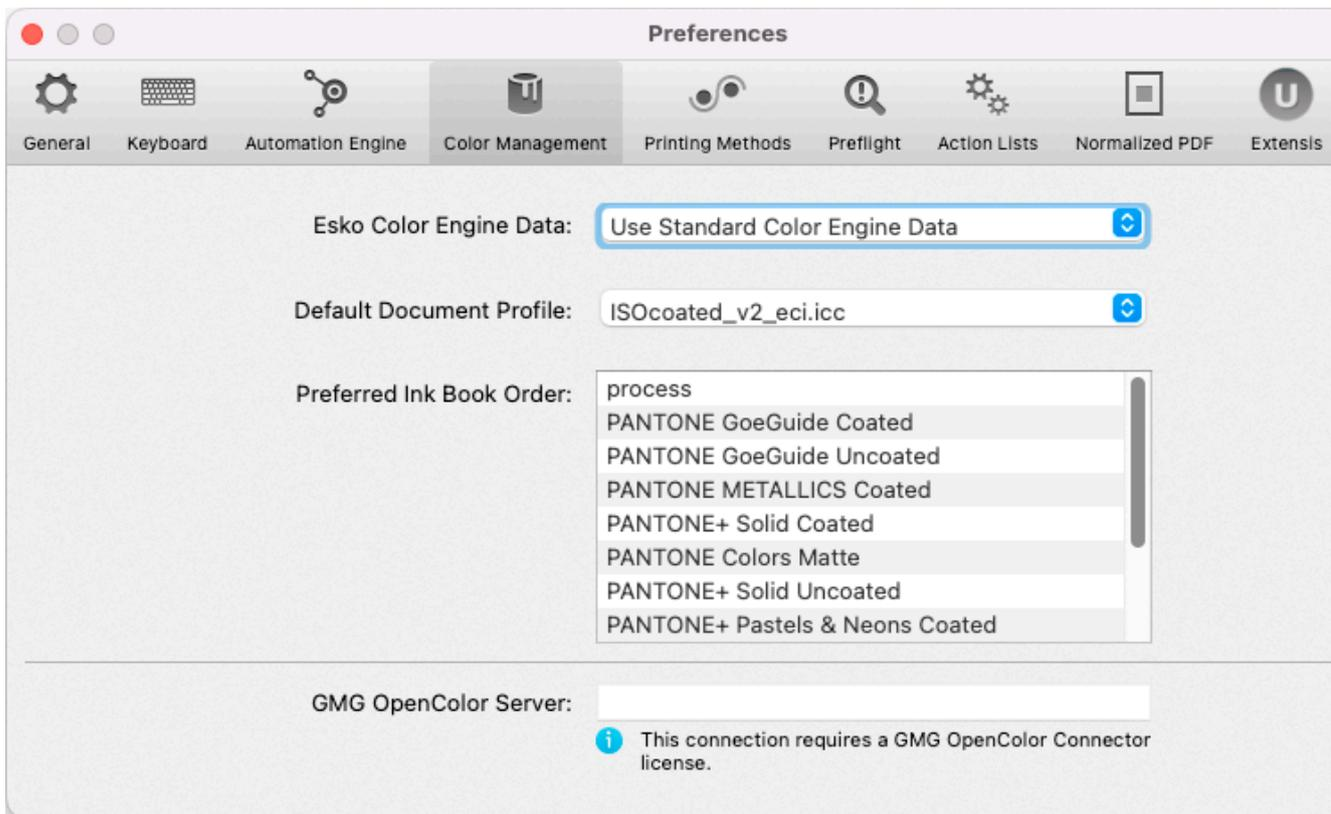 Preferences
General Keyboard Automation Engine Color Management Printing Methods Preflight Action Lists Normalized PDF Extensis
Esko Color Engine Data: Use Standard Color Engine Data
Default Document Profile: ISOcoated_v2_eci.icc
Preferred Ink Book Order: process
PANTONE GoeGuide Coated
PANTONE GoeGuide Uncoated
PANTONE METALLICS Coated
PANTONE+ Solid Coated
PANTONE Colors Matte
PANTONE+ Solid Uncoated
PANTONE+ Pastels & Neons Coated
GMG OpenColor Server:
This connection requires a GMG OpenColor Connector
license.